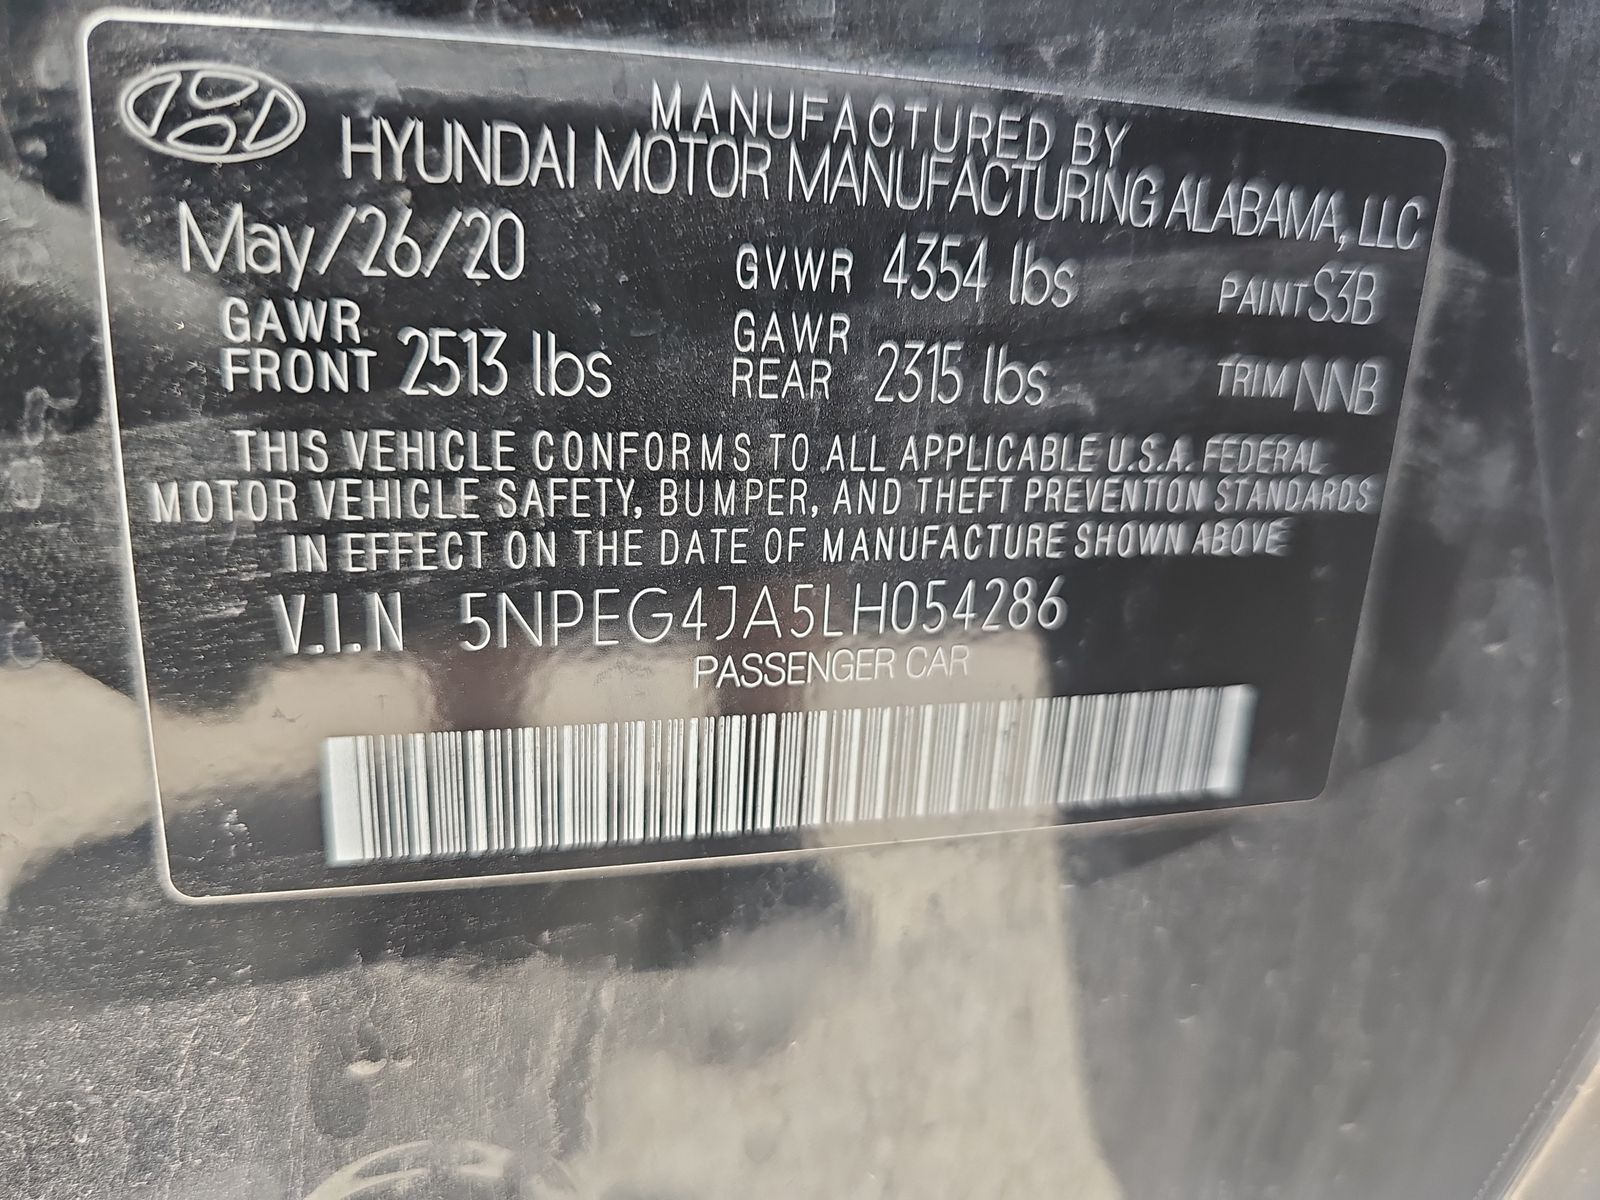 MANUFACTURED BY
HYUNDAI MOTOR MANUFACTURING ALABAMA, LLC
May/26/20 GVWR 4354 lbs PAINT S3B
GAWR FRONT 2513 lbs GAWR REAR 2315 lbs TRIM NNB
THIS VEHICLE CONFORMS TO ALL APPLICABLE U.S.A. FEDERAL
MOTOR VEHICLE SAFETY, BUMPER, AND THEFT PREVENTION STANDARDS
IN EFFECT ON THE DATE OF MANUFACTURE SHOWN ABOVE
V.I.N 5NPEG4JA5LH054286
PASSENGER CAR